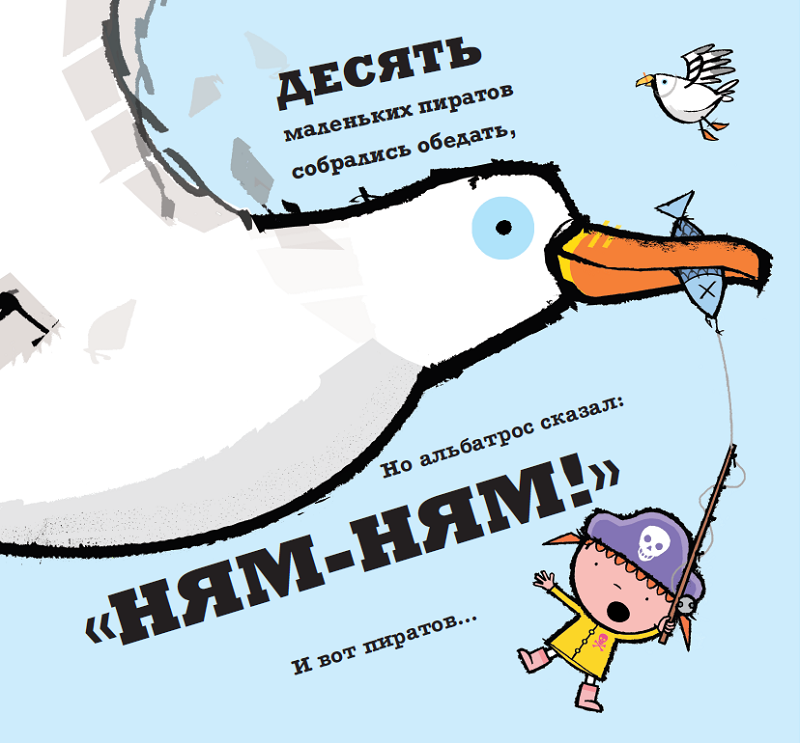 ДЕСЯТЬ
маленьких пиратов
собрались обедать,
Но альбатрос сказал:
«НЯМ-НЯМ!»
И вот пиратов...